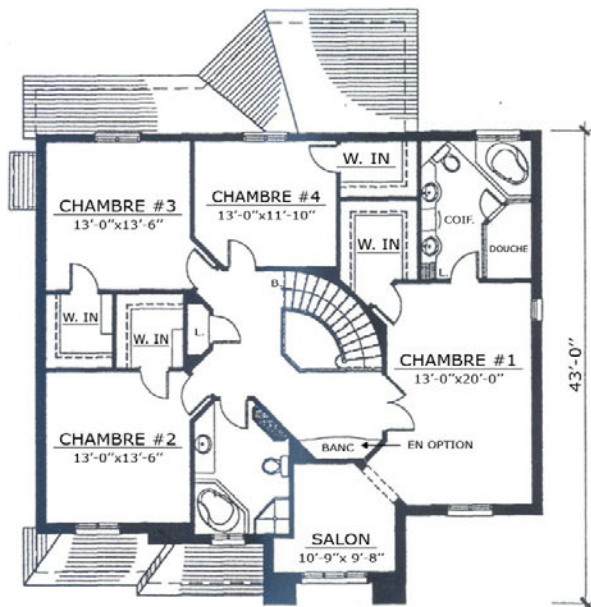 W. IN
CHAMBRE #3
13'-0"x13'-6"
CHAMBRE #4
13'-0"x11'-10"
COIF.
W. IN
DOUCHE
L.
B.
W. IN
W. IN
L.
CHAMBRE #1
13'-0"x20'-0"
43'-0"
CHAMBRE #2
13'-0"x13'-6"
BANC
EN OPTION
SALON
10'-9"x 9'-8"